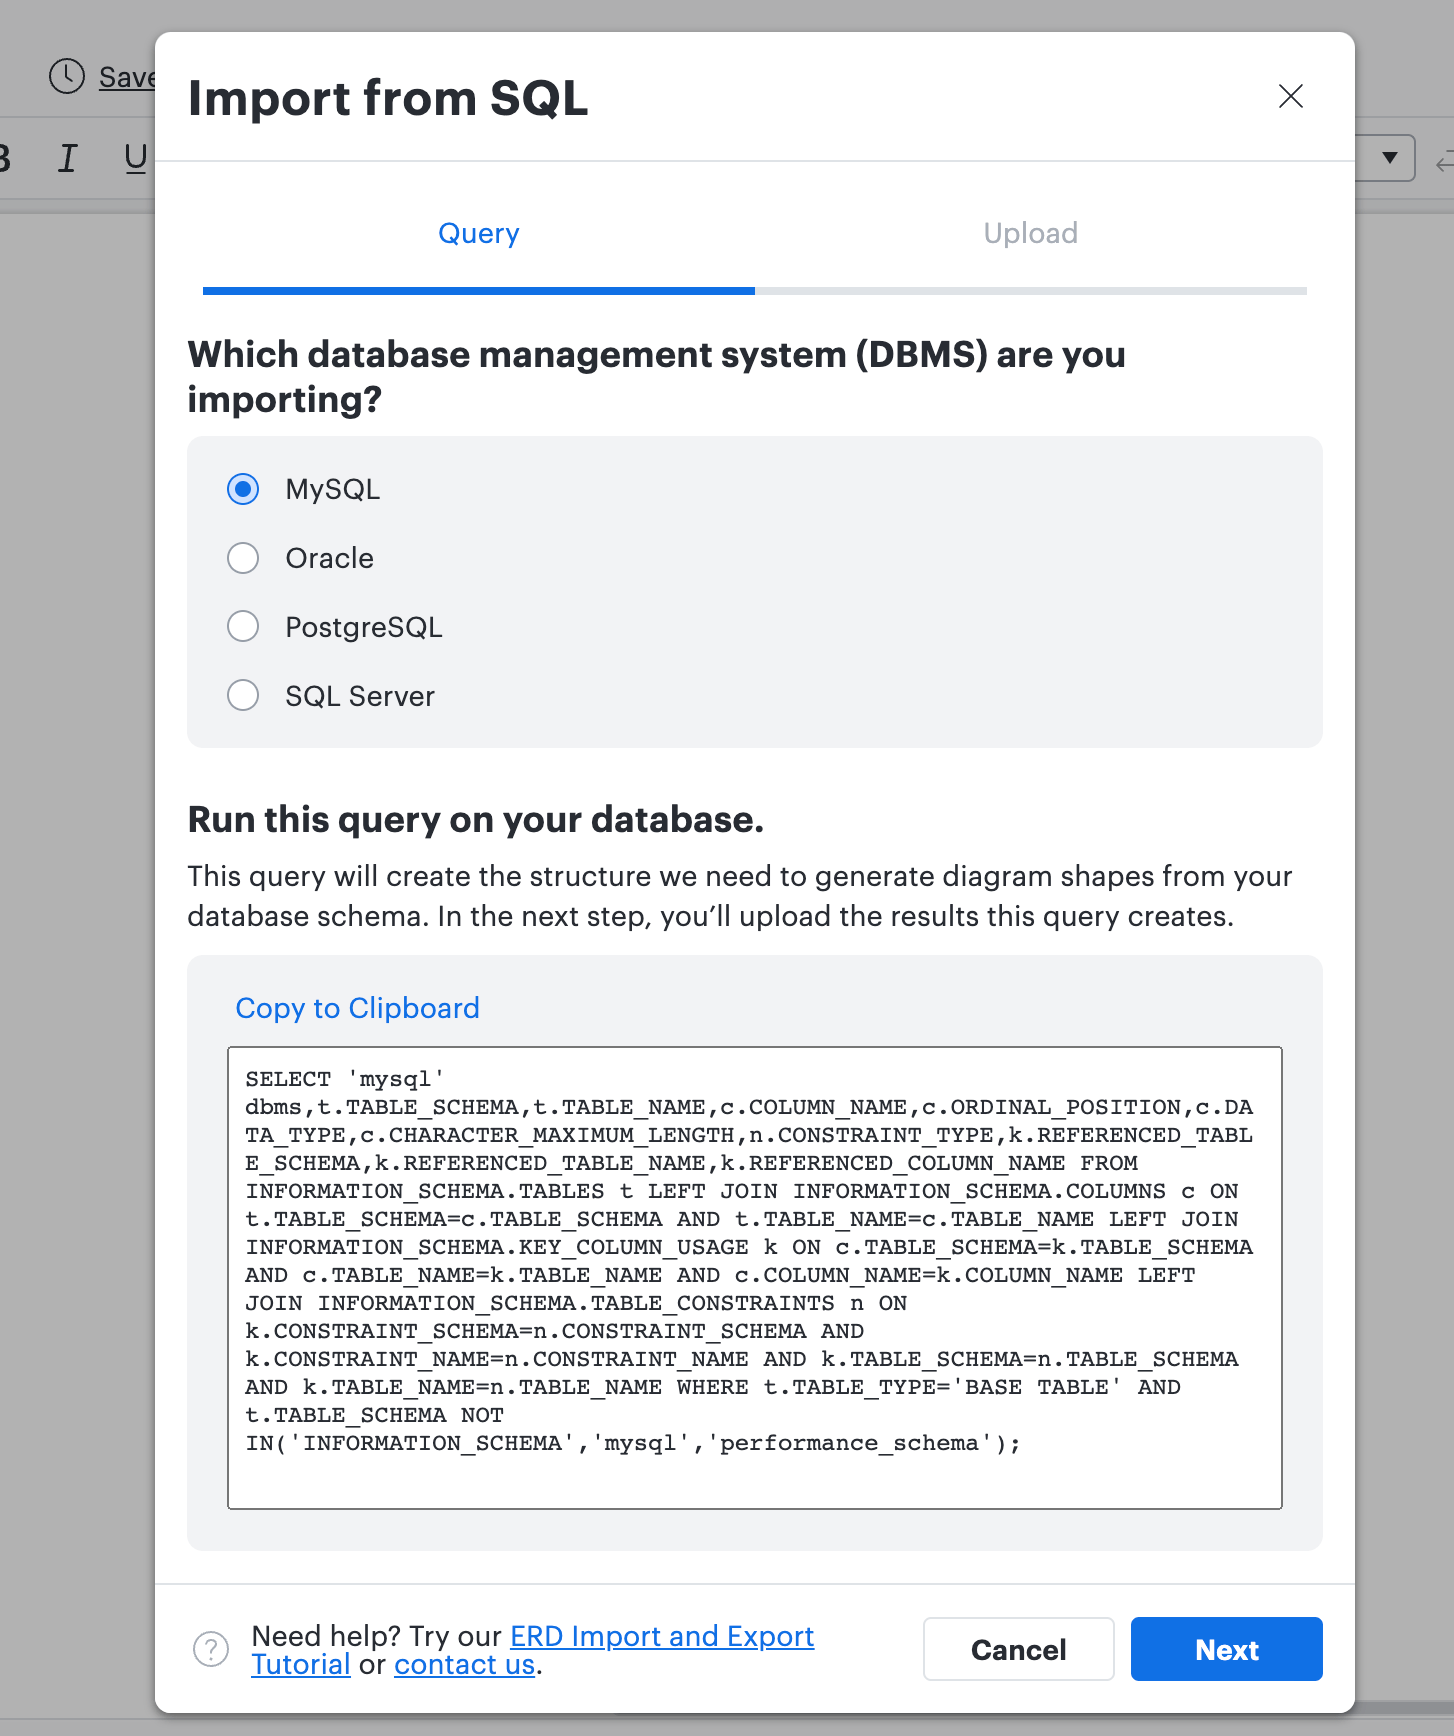 Save
Import from SQL
B I U
Query
Upload
Which database management system (DBMS) are you
importing?
MySQL
Oracle
PostgreSQL
SQL Server
Run this query on your database.
This query will create the structure we need to generate diagram shapes from your
database schema. In the next step, you’ll upload the results this query creates.
Copy to Clipboard
SELECT 'mysql'
dbms,t.TABLE_SCHEMA,t.TABLE_NAME,c.COLUMN_NAME,c.ORDINAL_POSITION,c.DA
TA_TYPE,c.CHARACTER_MAXIMUM_LENGTH,n.CONSTRAINT_TYPE,k.REFERENCED_TABL
E_SCHEMA,k.REFERENCED_TABLE_NAME,k.REFERENCED_COLUMN_NAME FROM
INFORMATION_SCHEMA.TABLES t LEFT JOIN INFORMATION_SCHEMA.COLUMNS c ON
t.TABLE_SCHEMA=c.TABLE_SCHEMA AND t.TABLE_NAME=c.TABLE_NAME LEFT JOIN
INFORMATION_SCHEMA.KEY_COLUMN_USAGE k ON c.TABLE_SCHEMA=k.TABLE_SCHEMA
AND c.TABLE_NAME=k.TABLE_NAME AND c.COLUMN_NAME=k.COLUMN_NAME LEFT
JOIN INFORMATION_SCHEMA.TABLE_CONSTRAINTS n ON
k.CONSTRAINT_SCHEMA=n.CONSTRAINT_SCHEMA AND
k.CONSTRAINT_NAME=n.CONSTRAINT_NAME AND k.TABLE_SCHEMA=n.TABLE_SCHEMA
AND k.TABLE_NAME=n.TABLE_NAME WHERE t.TABLE_TYPE='BASE TABLE' AND
t.TABLE_SCHEMA NOT
IN('INFORMATION_SCHEMA','mysql','performance_schema');
Need help? Try our ERD Import and Export
Tutorial or contact us.
Cancel
Next